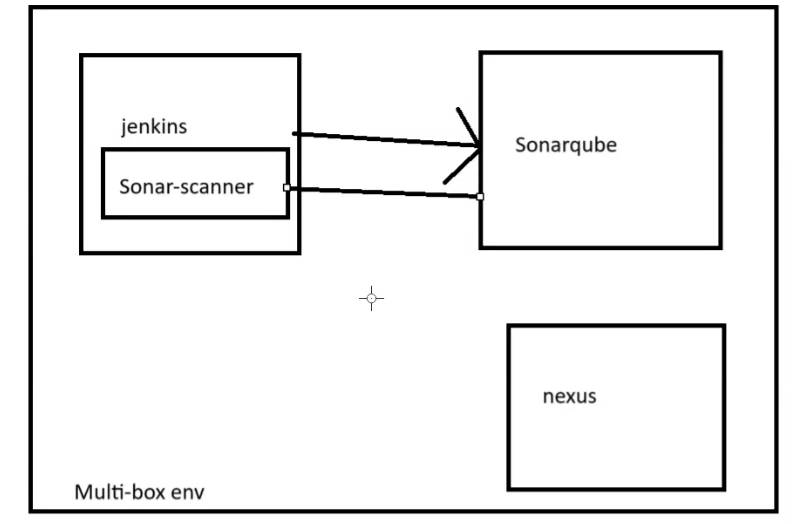 jenkins
Sonar-scanner
Sonarqube
nexus
Multi-box env